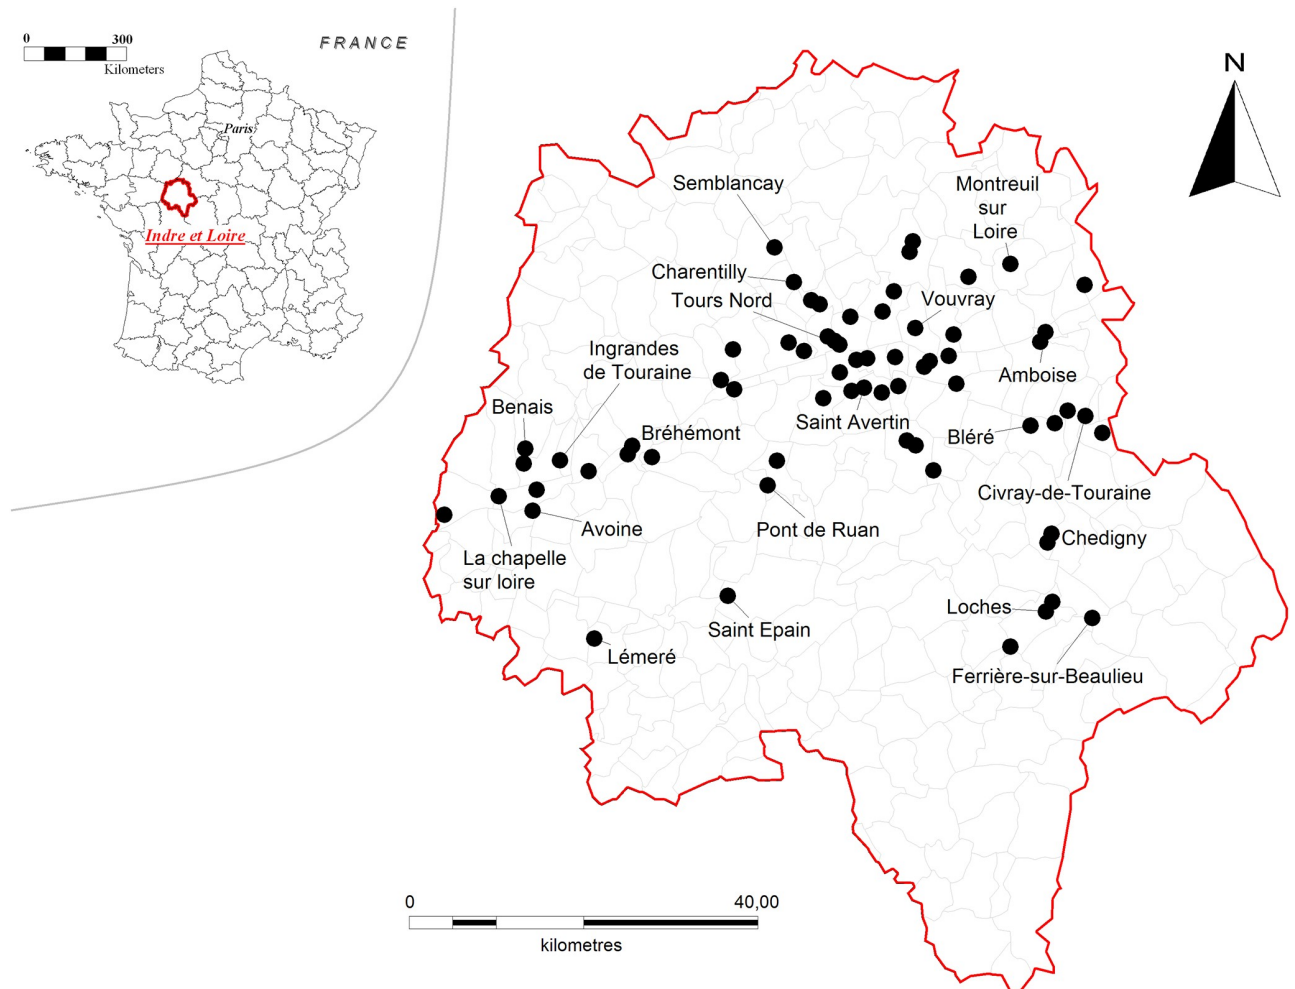 0 300
Kilometers
FRANCE
Paris
Indre et Loire
N
Semblancay
Montreuil
sur
Loire
Charentilly
Tours Nord
Vouvray
Ingrandes
de Touraine
Amboise
Benais
Saint Avertin
Bréhémont
Bléré
Civray-de-Touraine
Avoine
Pont de Ruan
Chedigny
La chapelle
sur loire
Loches
Saint Epain
Lémeré
Ferrière-sur-Beaulieu
0 40,00
kilometres